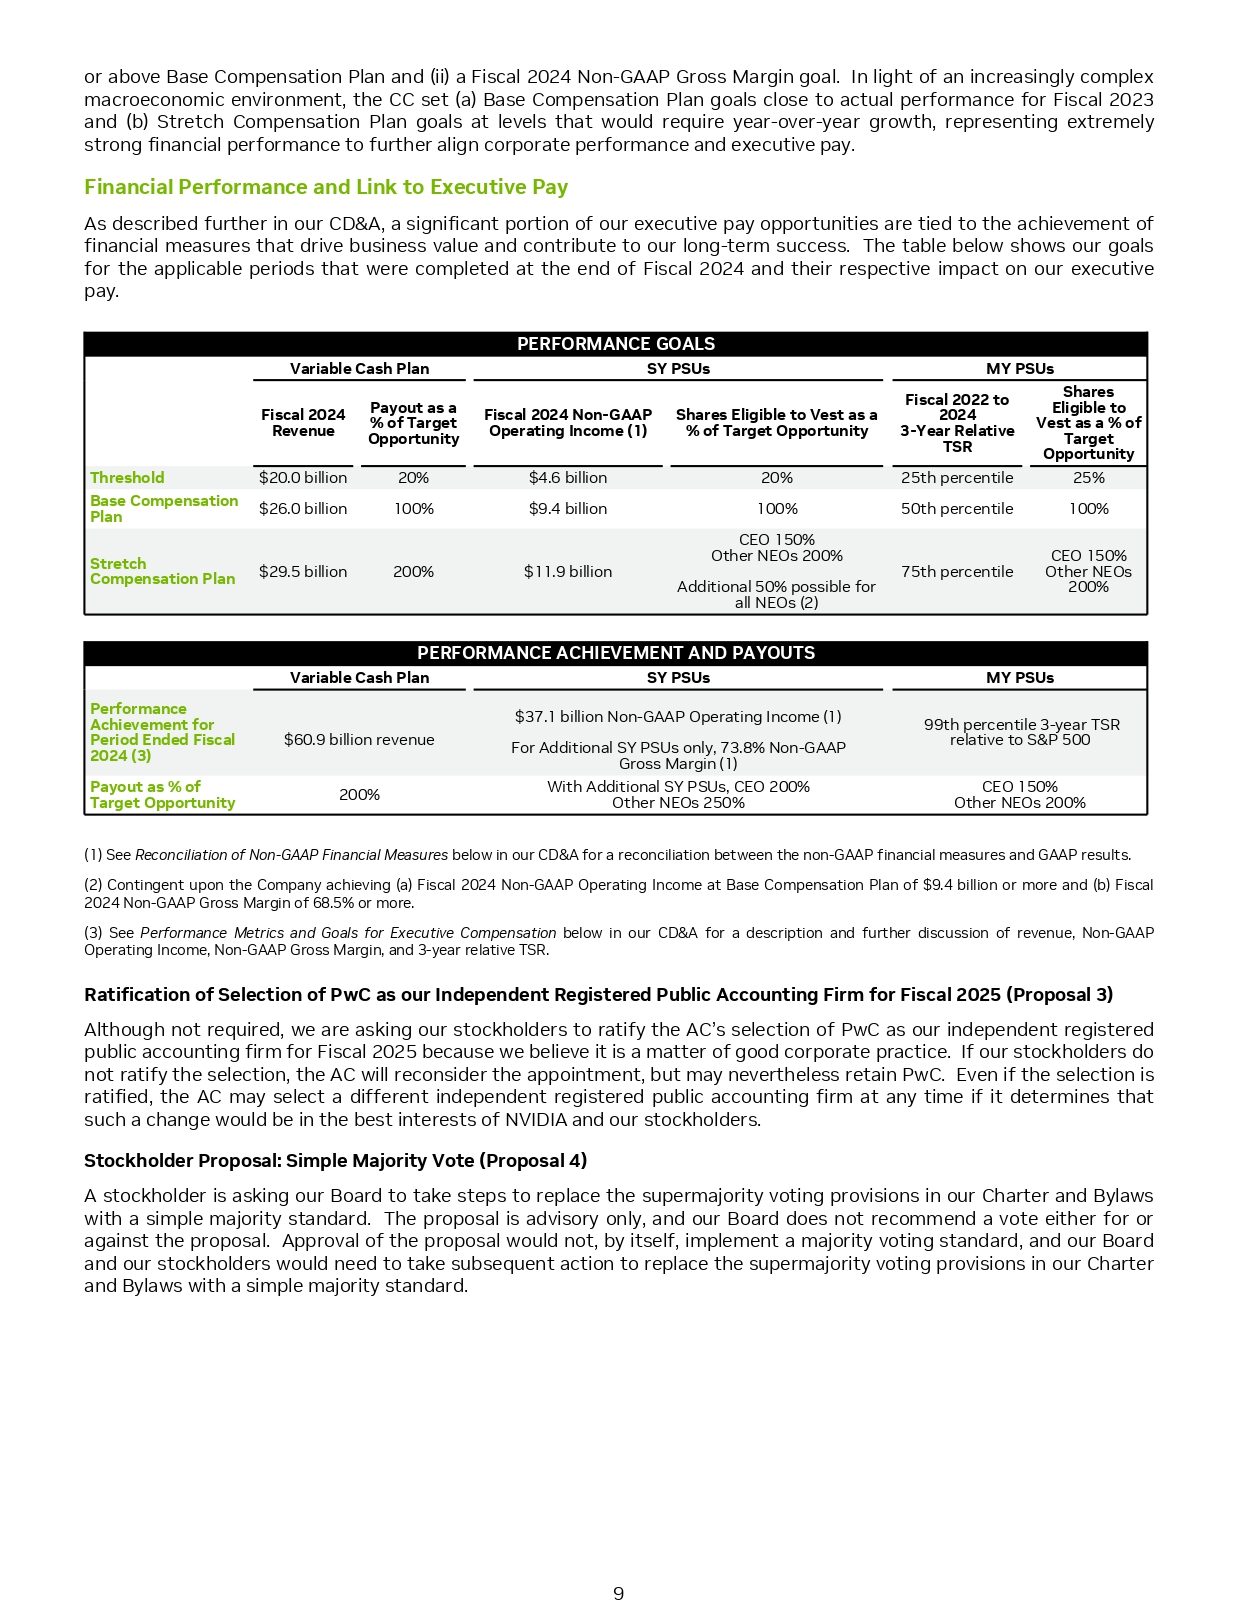 or above Base Compensation Plan and (ii) a Fiscal 2024 Non-GAAP Gross Margin goal.  In light of an increasingly complex
macroeconomic environment, the CC set (a) Base Compensation Plan goals close to actual performance for Fiscal 2023
and (b) Stretch Compensation Plan goals at levels that would require year-over-year growth, representing extremely
strong financial performance to further align corporate performance and executive pay.
Financial Performance and Link to Executive Pay
As described further in our CD&A, a significant portion of our executive pay opportunities are tied to the achievement of
financial measures that drive business value and contribute to our long-term success.  The table below shows our goals
for the applicable periods that were completed at the end of Fiscal 2024 and their respective impact on our executive
pay.
PERFORMANCE GOALS
Variable Cash Plan SY PSUs MY PSUs
Fiscal 2024
Revenue
Payout as a
% of Target
Opportunity
Fiscal 2024 Non-GAAP
Operating Income (1)
Shares Eligible to Vest as a
% of Target Opportunity
Fiscal 2022 to
2024
3-Year Relative
TSR
Shares
Eligible to
Vest as a % of
Target
Opportunity
Threshold $20.0 billion 20% $4.6 billion 20% 25th percentile 25%
Base Compensation
Plan
$26.0 billion 100% $9.4 billion 100% 50th percentile 100%
Stretch
Compensation Plan
$29.5 billion 200% $11.9 billion
CEO 150%
Other NEOs 200%
Additional 50% possible for
all NEOs (2)
75th percentile
CEO 150%
Other NEOs
200%
PERFORMANCE ACHIEVEMENT AND PAYOUTS
Variable Cash Plan SY PSUs MY PSUs
Performance
Achievement for
Period Ended Fiscal
2024 (3)
$60.9 billion revenue
$37.1 billion Non-GAAP Operating Income (1)
For Additional SY PSUs only, 73.8% Non-GAAP
Gross Margin (1)
99th percentile 3-year TSR
relative to S&P 500
Payout as % of
Target Opportunity
200%
With Additional SY PSUs, CEO 200%
Other NEOs 250%
CEO 150%
Other NEOs 200%
(1) See Reconciliation of Non-GAAP Financial Measures below in our CD&A for a reconciliation between the non-GAAP financial measures and GAAP results.
(2) Contingent upon the Company achieving (a) Fiscal 2024 Non-GAAP Operating Income at Base Compensation Plan of $9.4 billion or more and (b) Fiscal
2024 Non-GAAP Gross Margin of 68.5% or more.
(3) See Performance Metrics and Goals for Executive Compensation below in our CD&A for a description and further discussion of revenue, Non-GAAP
Operating Income, Non-GAAP Gross Margin, and 3-year relative TSR.
Ratification of Selection of PwC as our Independent Registered Public Accounting Firm for Fiscal 2025 (Proposal 3)
Although not required, we are asking our stockholders to ratify the AC’s selection of PwC as our independent registered
public accounting firm for Fiscal 2025 because we believe it is a matter of good corporate practice.  If our stockholders do
not ratify the selection, the AC will reconsider the appointment, but may nevertheless retain PwC.  Even if the selection is
ratified, the AC may select a different independent registered public accounting firm at any time if it determines that
such a change would be in the best interests of NVIDIA and our stockholders.
Stockholder Proposal: Simple Majority Vote (Proposal 4)
A stockholder is asking our Board to take steps to replace the supermajority voting provisions in our Charter and Bylaws
with a simple majority standard.  The proposal is advisory only, and our Board does not recommend a vote either for or
against the proposal.  Approval of the proposal would not, by itself, implement a majority voting standard, and our Board
and our stockholders would need to take subsequent action to replace the supermajority voting provisions in our Charter
and Bylaws with a simple majority standard.
9